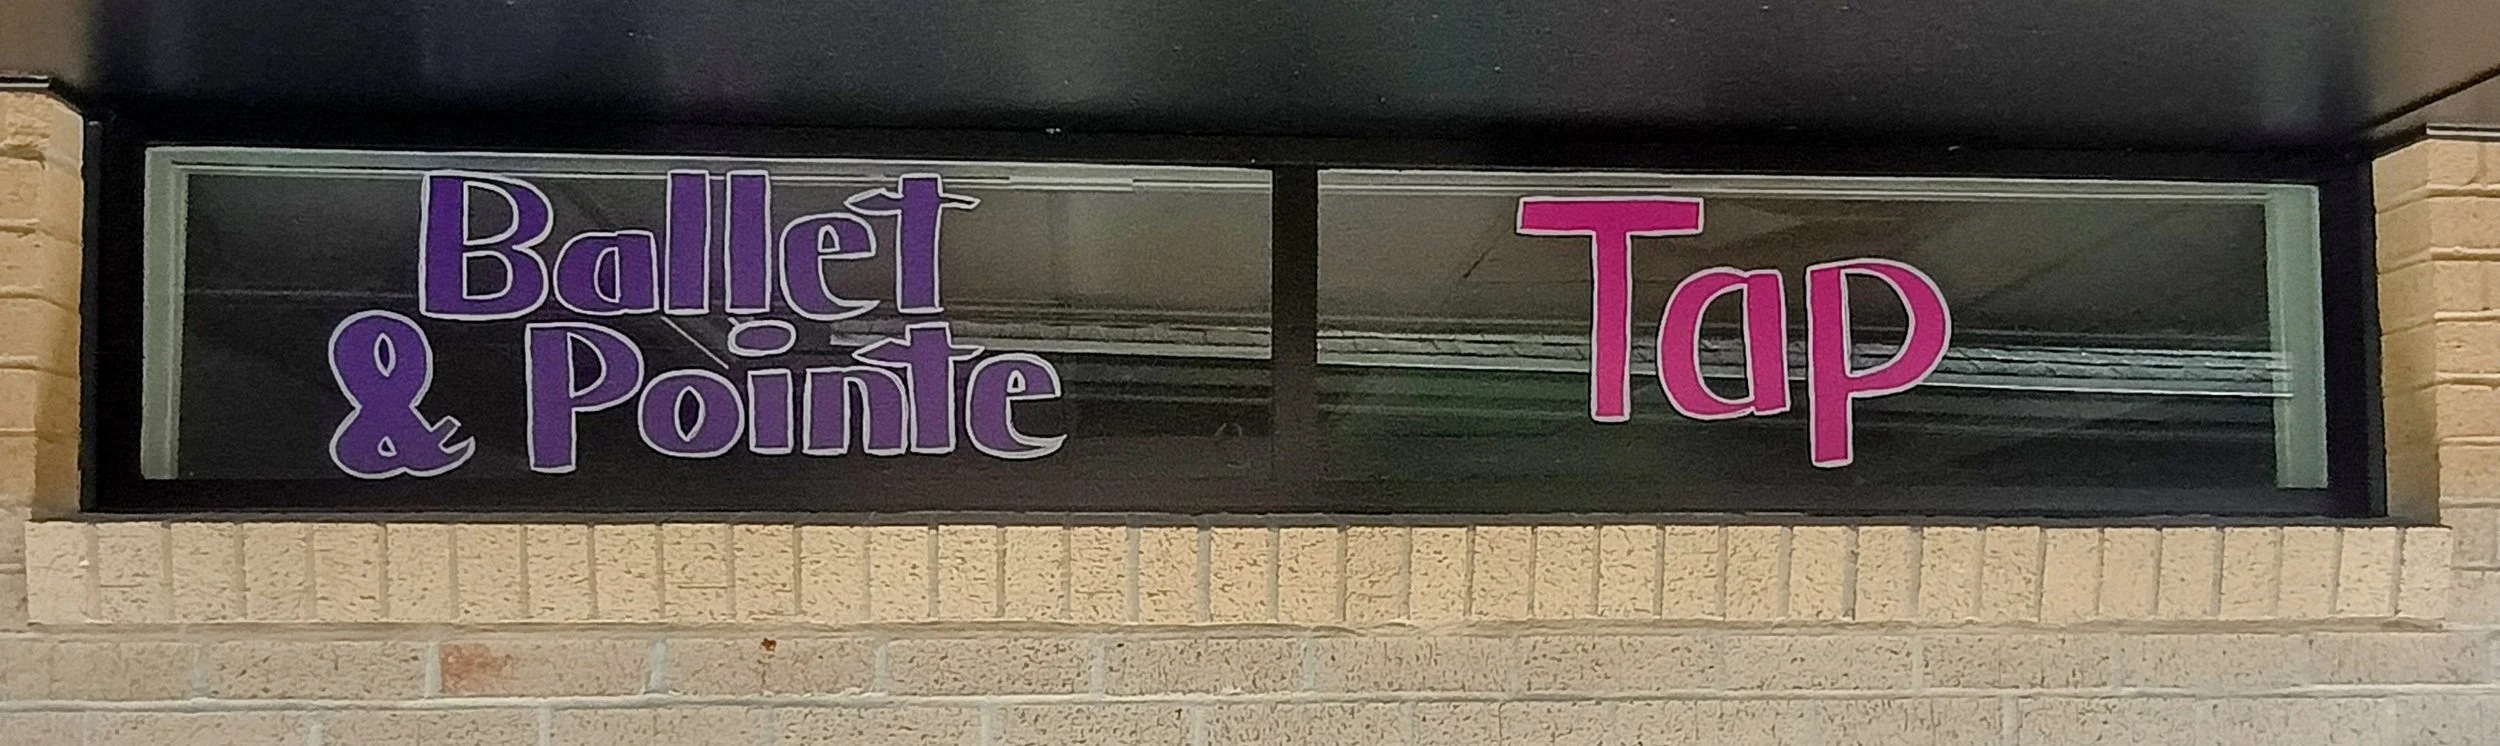 Ballet
& Pointe
Tap